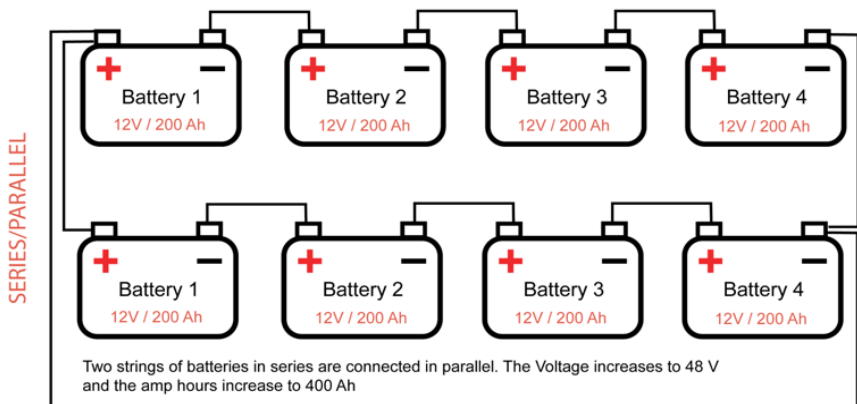 SERIES/PARALLEL
+ − + − + − + −
Battery 1 Battery 2 Battery 3 Battery 4
12V / 200 Ah 12V / 200 Ah 12V / 200 Ah 12V / 200 Ah
+ − + − + − + −
Battery 1 Battery 2 Battery 3 Battery 4
12V / 200 Ah 12V / 200 Ah 12V / 200 Ah 12V / 200 Ah
Two strings of batteries in series are connected in parallel. The Voltage increases to 48 V
and the amp hours increase to 400 Ah